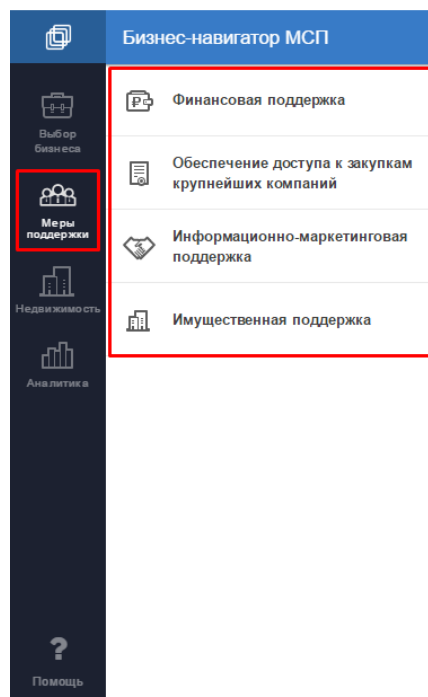 Бизнес-навигатор МСП
Выбор
бизнеса
Меры
поддержки
Недвижимость
Аналитика
Помощь
Финансовая поддержка
Обеспечение доступа к закупкам
крупнейших компаний
Информационно-маркетинговая
поддержка
Имущественная поддержка